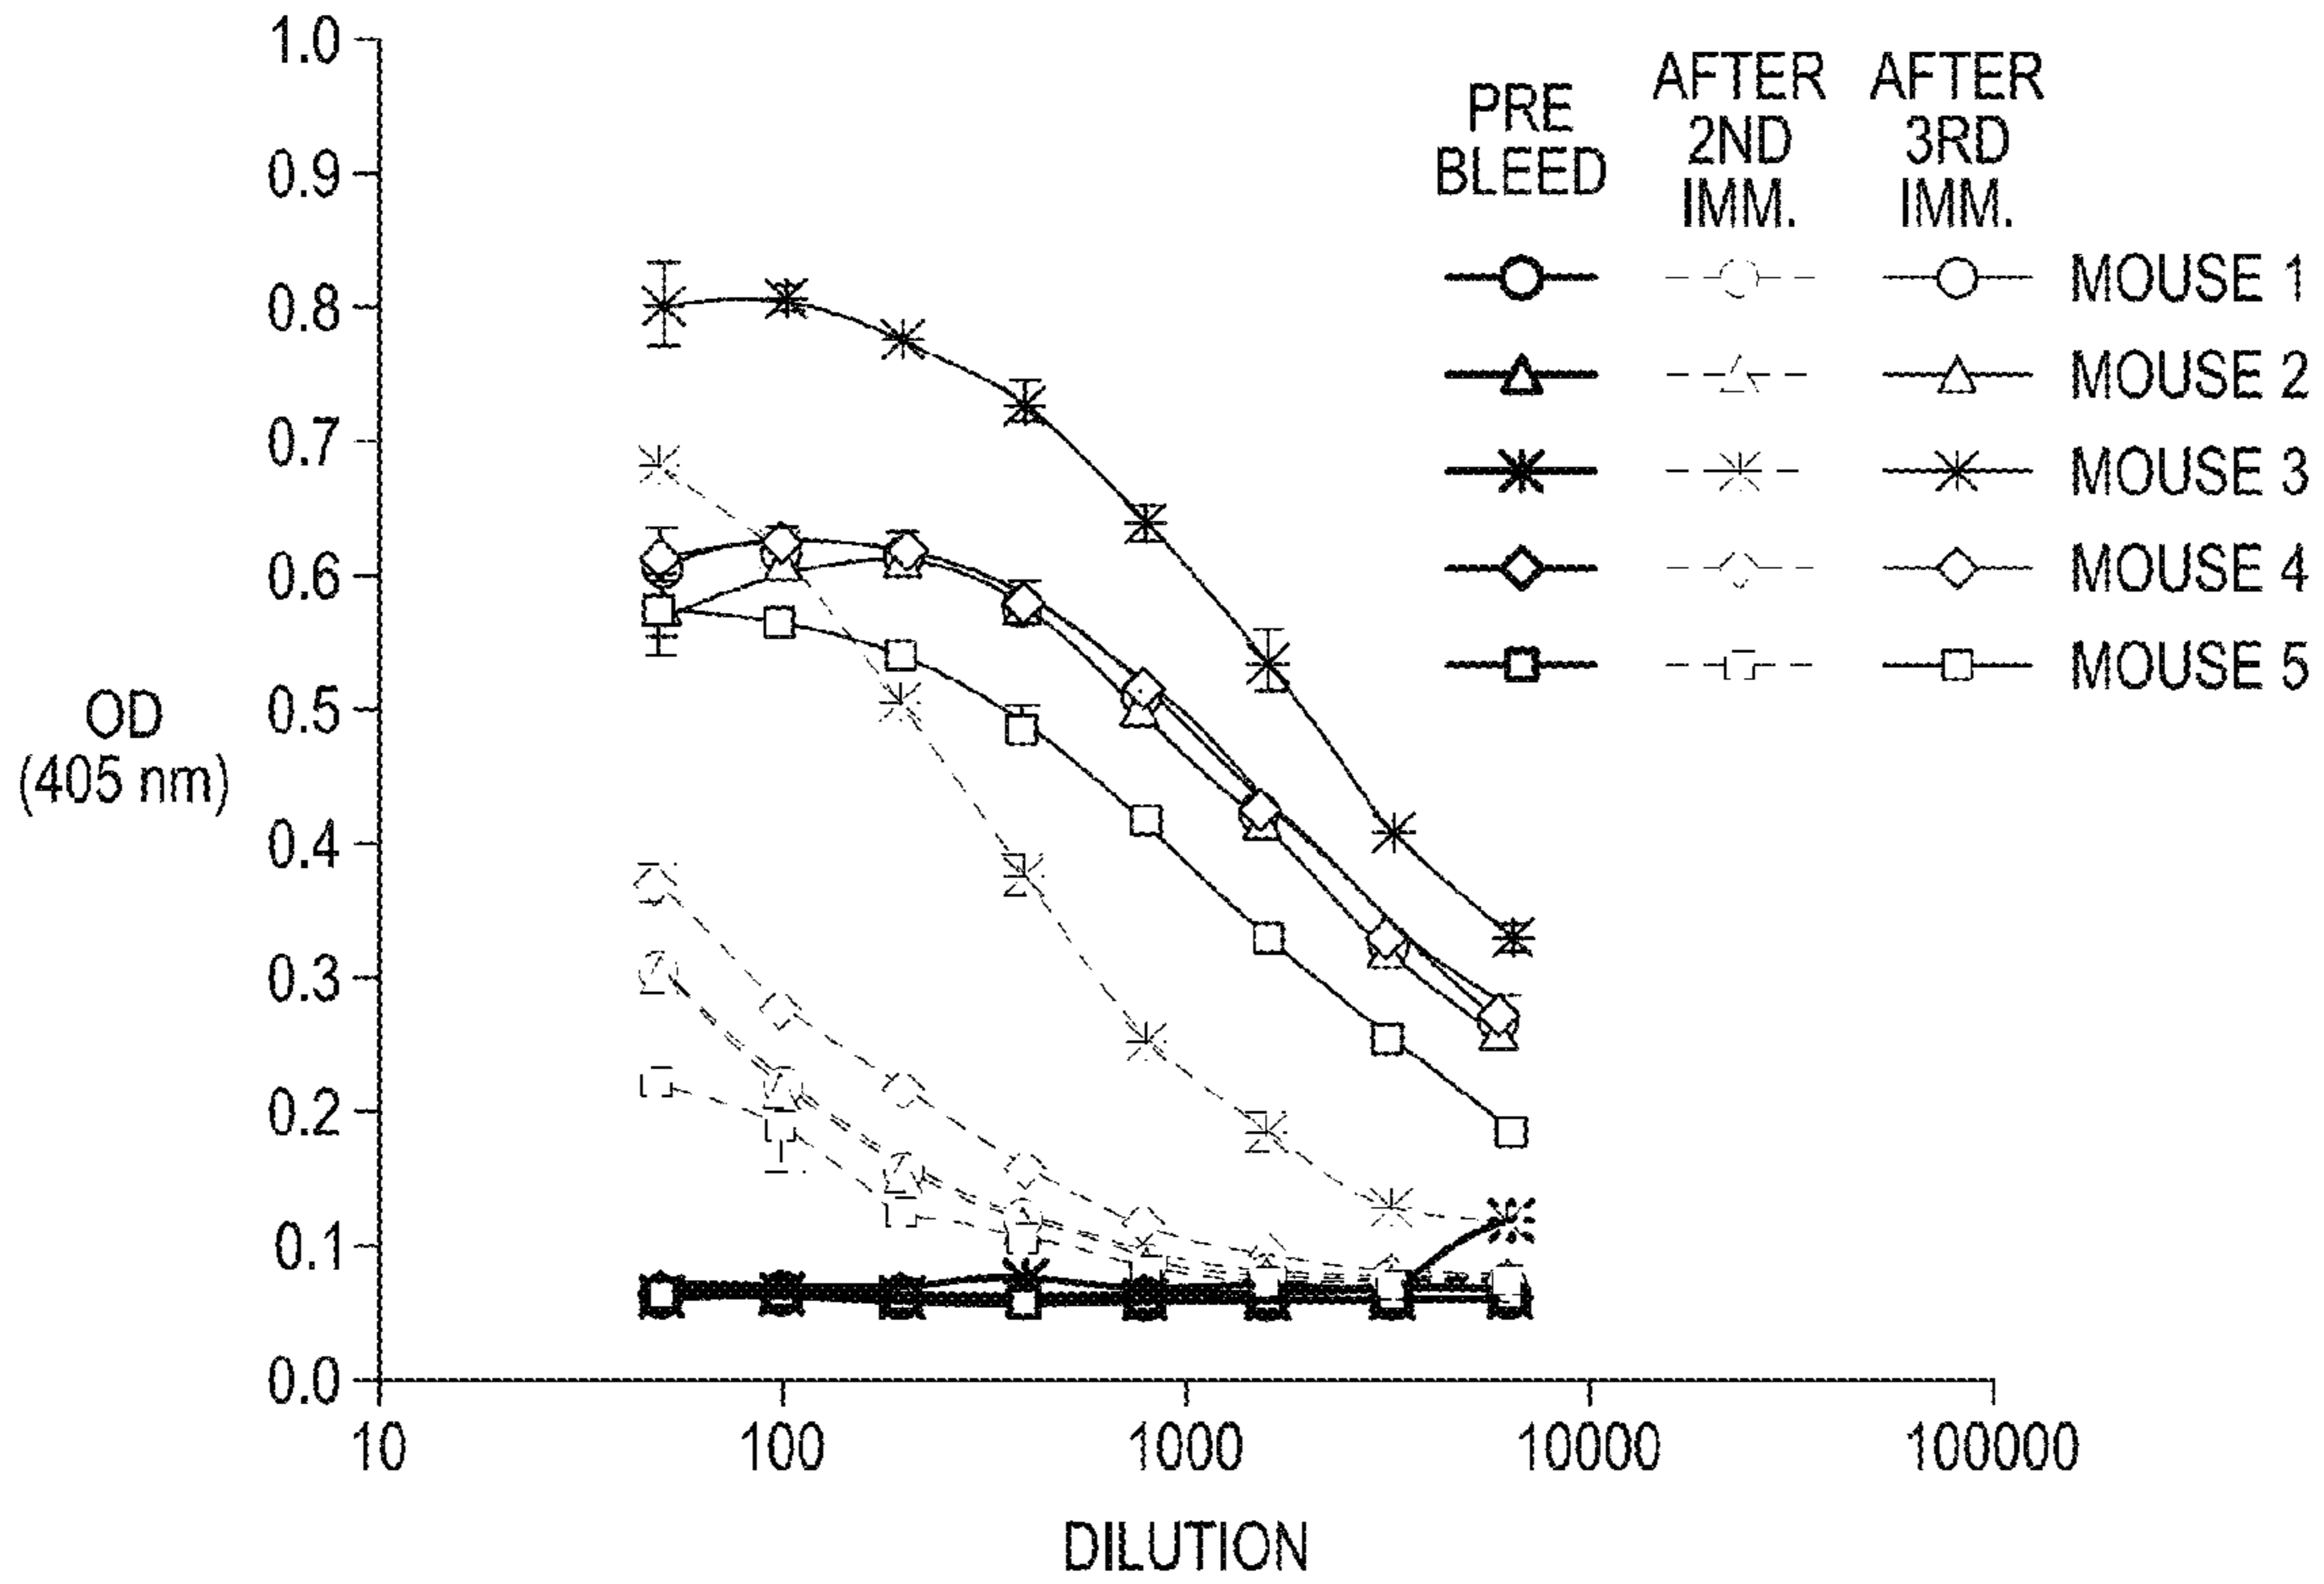 1.0
0.9
0.8
0.7
0.6
0.5
0.4
0.3
0.2
0.1
0.0
OD
(405 nm)
10
100
1000
10000
100000
DILUTION
PRE
BLEED
AFTER
2ND
IMM.
AFTER
3RD
IMM.
MOUSE 1
MOUSE 2
MOUSE 3
MOUSE 4
MOUSE 5